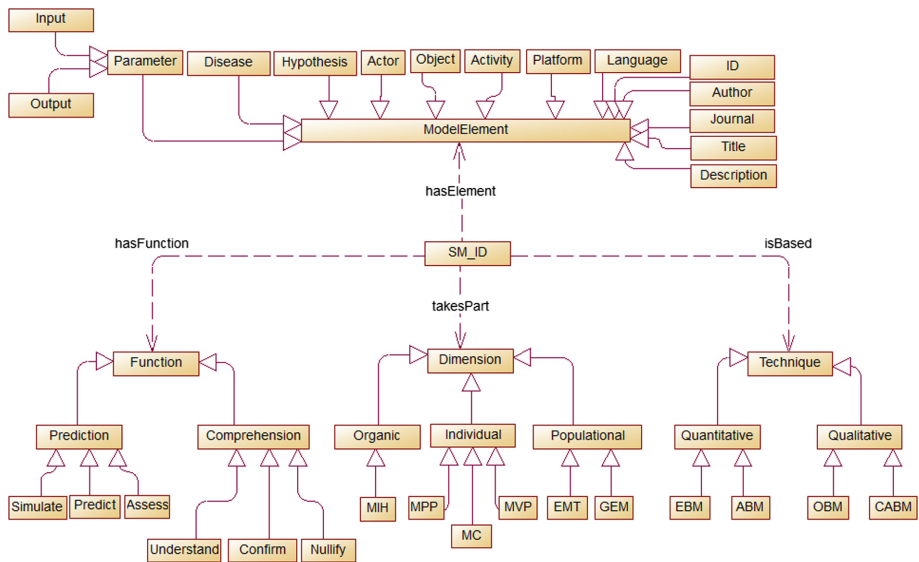 Input
Parameter
Disease
Hypothesis
Actor
Object
Activity
Platform
Language
ID
Output
Author
Journal
ModelElement
Title
Description
hasElement
hasFunction
SM_ID
isBased
takesPart
Function
Dimension
Technique
Prediction
Comprehension
Organic
Individual
Populational
Quantitative
Qualitative
Simulate
Predict
Assess
MIH
MPP
MVP
EMT
GEM
EBM
ABM
OBM
CABM
Understand
Confirm
Nullify
MC